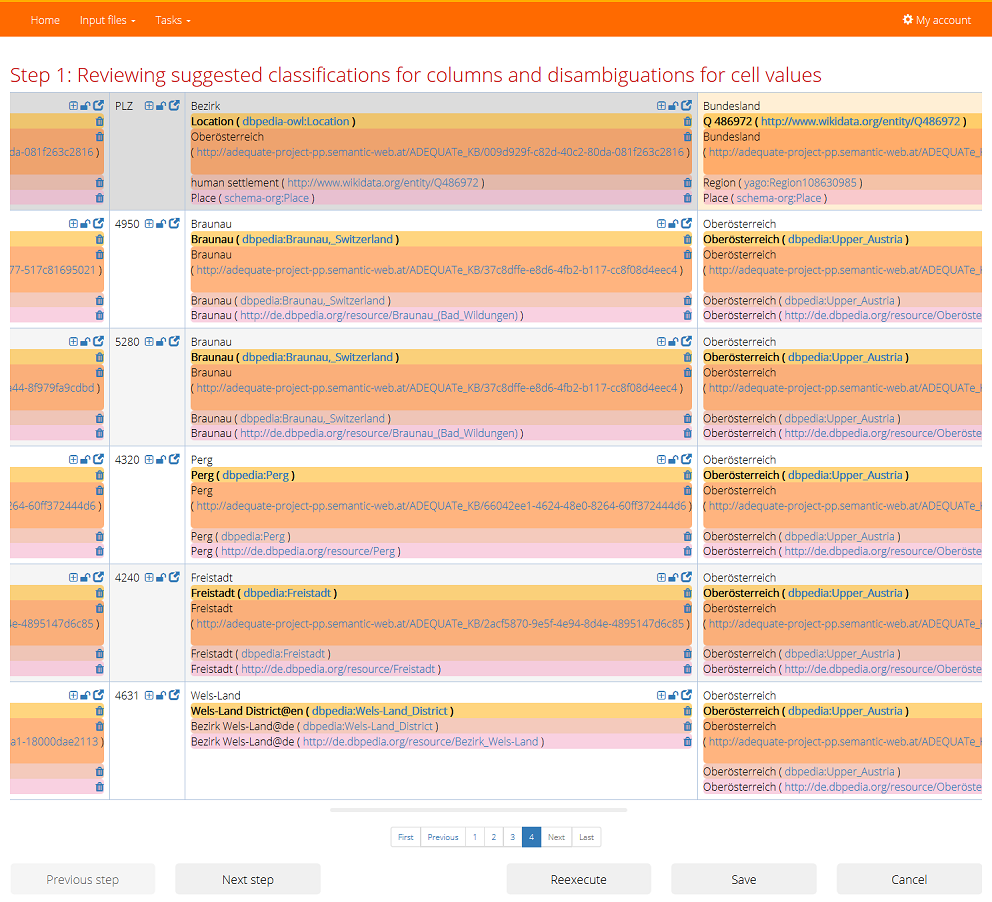 Home Input files Tasks My account
Step 1: Reviewing suggested classifications for columns and disambiguations for cell values
PLZ Bezirk Bundesland
Location ( dbpedia-owl:Location ) Q 486972 ( http://www.wikidata.org/entity/Q486972 )
Oberösterreich Bundesland
da-081f263c2816 ) ( http://adequate-project-pp.semantic-web.at/ADEQUATe_KB/009d929f-c82d-40c2-80da-081f263c2816 ) ( http://adequate-project-pp.semantic-web.at/ADEQUATe_K
human settlement ( http://www.wikidata.org/entity/Q486972 ) Region ( yago:Region108630985 )
Place ( schema-org:Place ) Place ( schema-org:Place )
4950 Braunau Oberösterreich
Braunau ( dbpedia:Braunau,_Switzerland ) Oberösterreich ( dbpedia:Upper_Austria )
Braunau Oberösterreich
77-517c81695021 ) ( http://adequate-project-pp.semantic-web.at/ADEQUATe_KB/37c8dffe-e8d6-4fb2-b117-cc8f08d4eec4 ) ( http://adequate-project-pp.semantic-web.at/ADEQUATe_K
Braunau ( dbpedia:Braunau,_Switzerland ) Oberösterreich ( dbpedia:Upper_Austria )
Braunau ( http://de.dbpedia.org/resource/Braunau_(Bad_Wildungen) ) Oberösterreich ( http://de.dbpedia.org/resource/Oberöste
5280 Braunau Oberösterreich
Braunau ( dbpedia:Braunau,_Switzerland ) Oberösterreich ( dbpedia:Upper_Austria )
Braunau Oberösterreich
a44-8f979fa9cdbd ) ( http://adequate-project-pp.semantic-web.at/ADEQUATe_KB/37c8dffe-e8d6-4fb2-b117-cc8f08d4eec4 ) ( http://adequate-project-pp.semantic-web.at/ADEQUATe_K
Braunau ( dbpedia:Braunau,_Switzerland ) Oberösterreich ( dbpedia:Upper_Austria )
Braunau ( http://de.dbpedia.org/resource/Braunau_(Bad_Wildungen) ) Oberösterreich ( http://de.dbpedia.org/resource/Oberöste
4320 Perg Oberösterreich
Perg ( dbpedia:Perg ) Oberösterreich ( dbpedia:Upper_Austria )
Perg Oberösterreich
264-60ff372444d6 ) ( http://adequate-project-pp.semantic-web.at/ADEQUATe_KB/66042ee1-4624-48e0-8264-60ff372444d6 ) ( http://adequate-project-pp.semantic-web.at/ADEQUATe_K
Perg ( dbpedia:Perg ) Oberösterreich ( dbpedia:Upper_Austria )
Perg ( http://de.dbpedia.org/resource/Perg ) Oberösterreich ( http://de.dbpedia.org/resource/Oberöste
4240 Freistadt Oberösterreich
Freistadt ( dbpedia:Freistadt ) Oberösterreich ( dbpedia:Upper_Austria )
Freistadt Oberösterreich
4e-4895147d6c85 ) ( http://adequate-project-pp.semantic-web.at/ADEQUATe_KB/2acf5870-9e5f-4e94-8d4e-4895147d6c85 ) ( http://adequate-project-pp.semantic-web.at/ADEQUATe_K
Freistadt ( dbpedia:Freistadt ) Oberösterreich ( dbpedia:Upper_Austria )
Freistadt ( http://de.dbpedia.org/resource/Freistadt ) Oberösterreich ( http://de.dbpedia.org/resource/Oberöste
4631 Wels-Land Oberösterreich
Wels-Land District@en ( dbpedia:Wels-Land_District ) Oberösterreich ( dbpedia:Upper_Austria )
Bezirk Wels-Land@de ( dbpedia:Wels-Land_District ) Oberösterreich
a1-18000dae2113 ) Bezirk Wels-Land@de ( http://de.dbpedia.org/resource/Bezirk_Wels-Land ) ( http://adequate-project-pp.semantic-web.at/ADEQUATe_K
Oberösterreich ( dbpedia:Upper_Austria )
Oberösterreich ( http://de.dbpedia.org/resource/Oberöste
First Previous 1 2 3 4 Next Last
Previous step Next step Reexecute Save Cancel